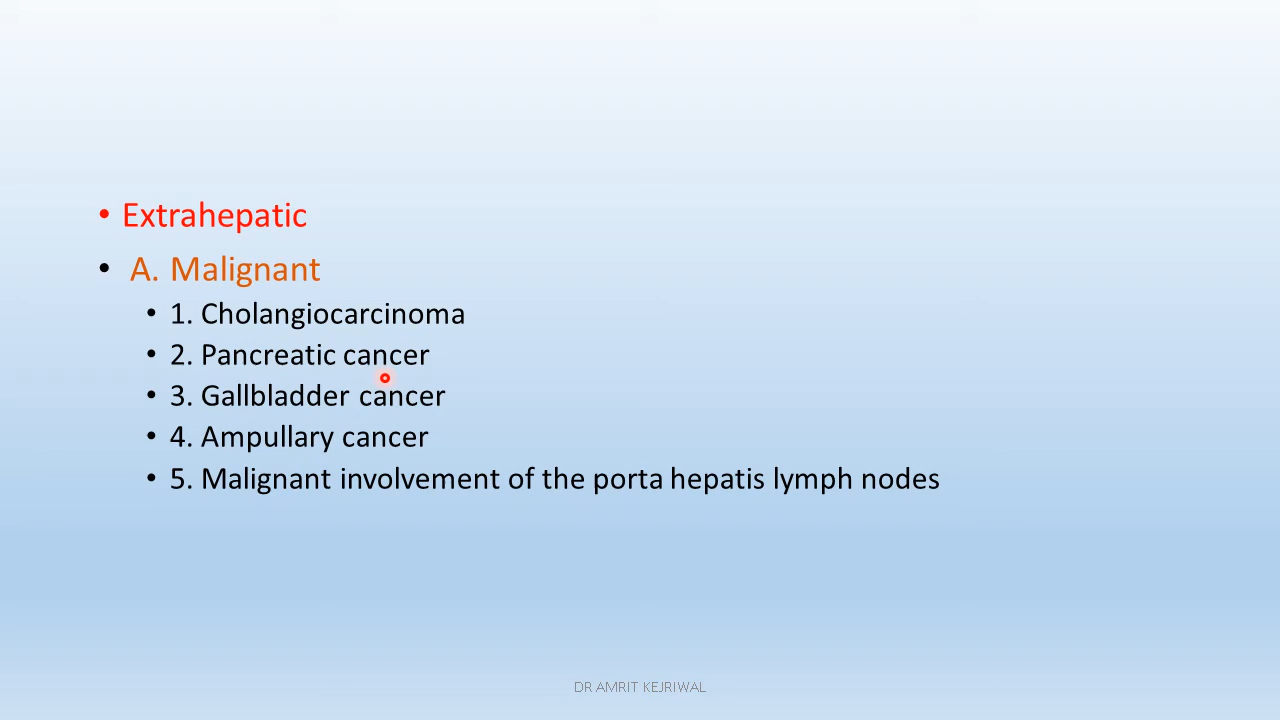 • Extrahepatic
• A. Malignant
• 1. Cholangiocarcinoma
• 2. Pancreatic cancer
• 3. Gallbladder cancer
• 4. Ampullary cancer
• 5. Malignant involvement of the porta hepatis lymph nodes
DR AMRIT KEJRIWAL